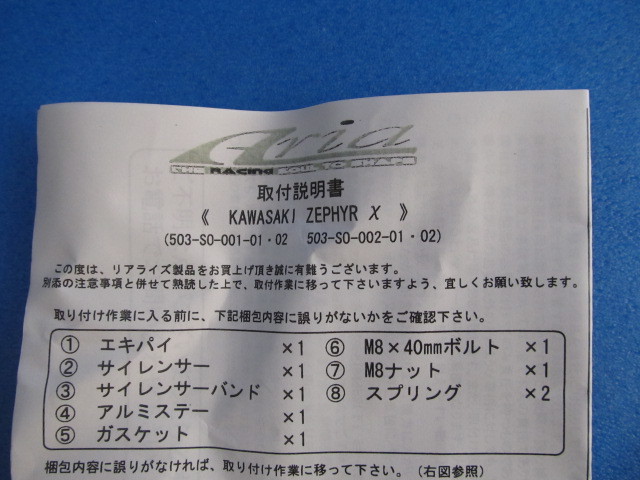 Aria
THE RAcing SOUL TO SHAPE
取付説明書
《 KAWASAKI ZEPHYR χ 》
(503-SO-001-01・02 503-SO-002-01・02)
この度は、リアライズ製品をお買上げ頂き誠に有難うございます。
別添の注意事項と併せて熟読した上で、取付作業に移って下さいますよう、宜しくお願い致します。
取り付け作業に入る前に、下記梱包内容に誤りがないかをご確認下さい。
① エキパイ ×1 ⑥ M8×40mmボルト ×1
② サイレンサー ×1 ⑦ M8ナット ×1
③ サイレンサーバンド ×1 ⑧ スプリング ×2
④ アルミステー ×1
⑤ ガスケット ×1
梱包内容に誤りがなければ、取り付け作業に移って下さい。(右図参照)